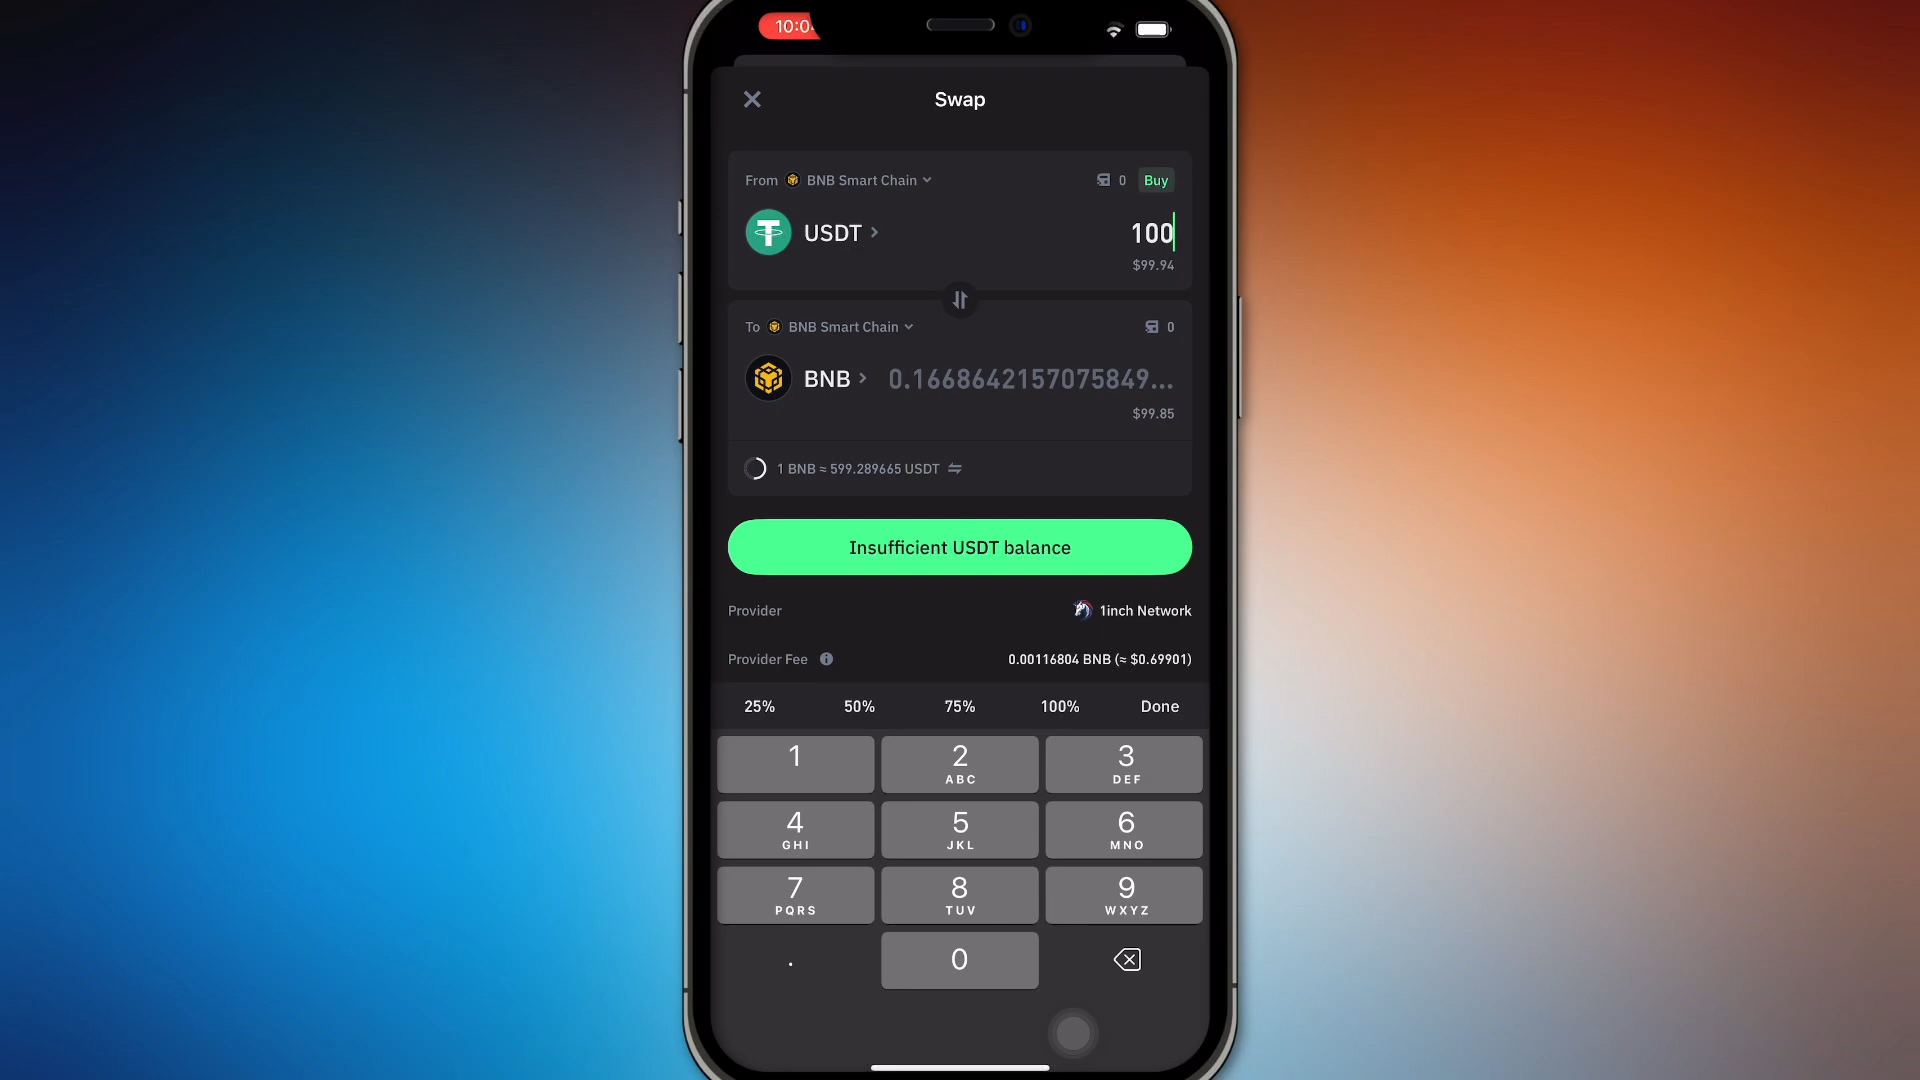 10:04
Swap
From BNB Smart Chain 0 Buy
USDT 100
$99.94
To BNB Smart Chain 0
BNB 0.1668642157075849...
$99.85
1 BNB ≈ 599.289665 USDT
Insufficient USDT balance
Provider 1inch Network
Provider Fee 0.00116804 BNB (≈ $0.69901)
25% 50% 75% 100% Done
1 2 3
ABC DEF
4 5 6
GHI JKL MNO
7 8 9
PQRS TUV WXYZ
. 0